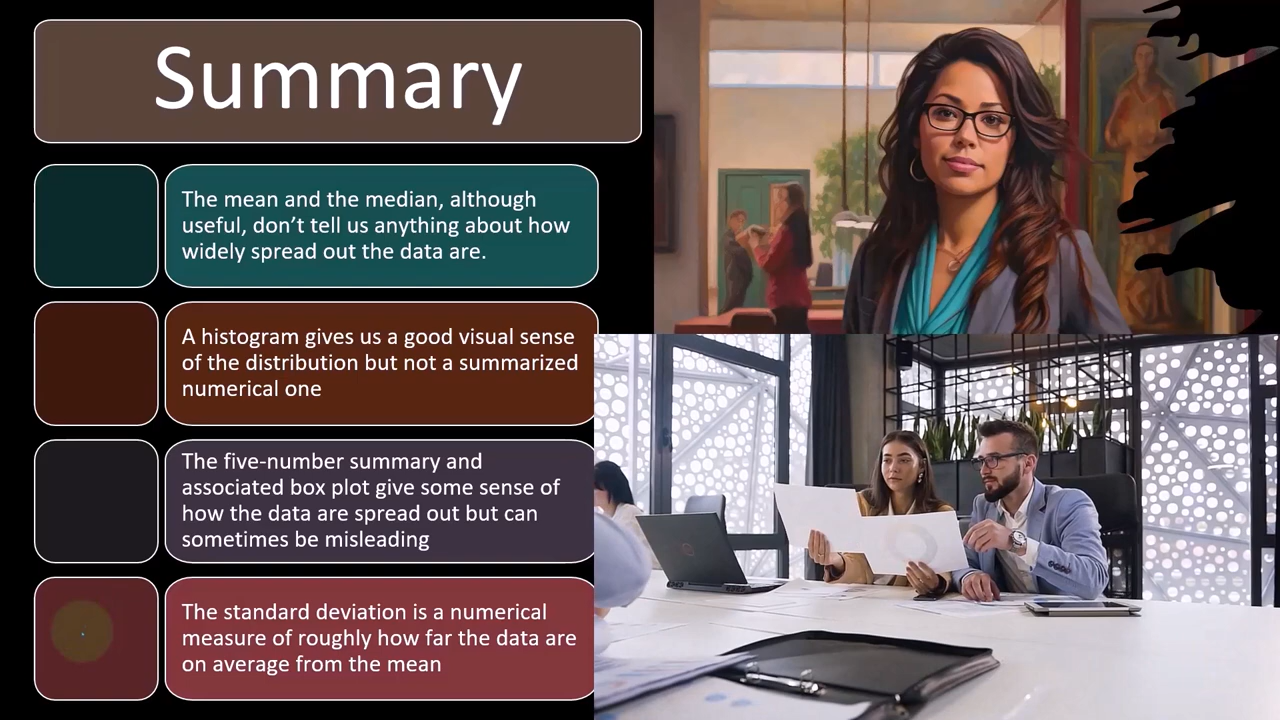 Summary
The mean and the median, although
useful, don’t tell us anything about how
widely spread out the data are.
A histogram gives us a good visual sense
of the distribution but not a summarized
numerical one
The five-number summary and
associated box plot give some sense of
how the data are spread out but can
sometimes be misleading
The standard deviation is a numerical
measure of roughly how far the data are
on average from the mean